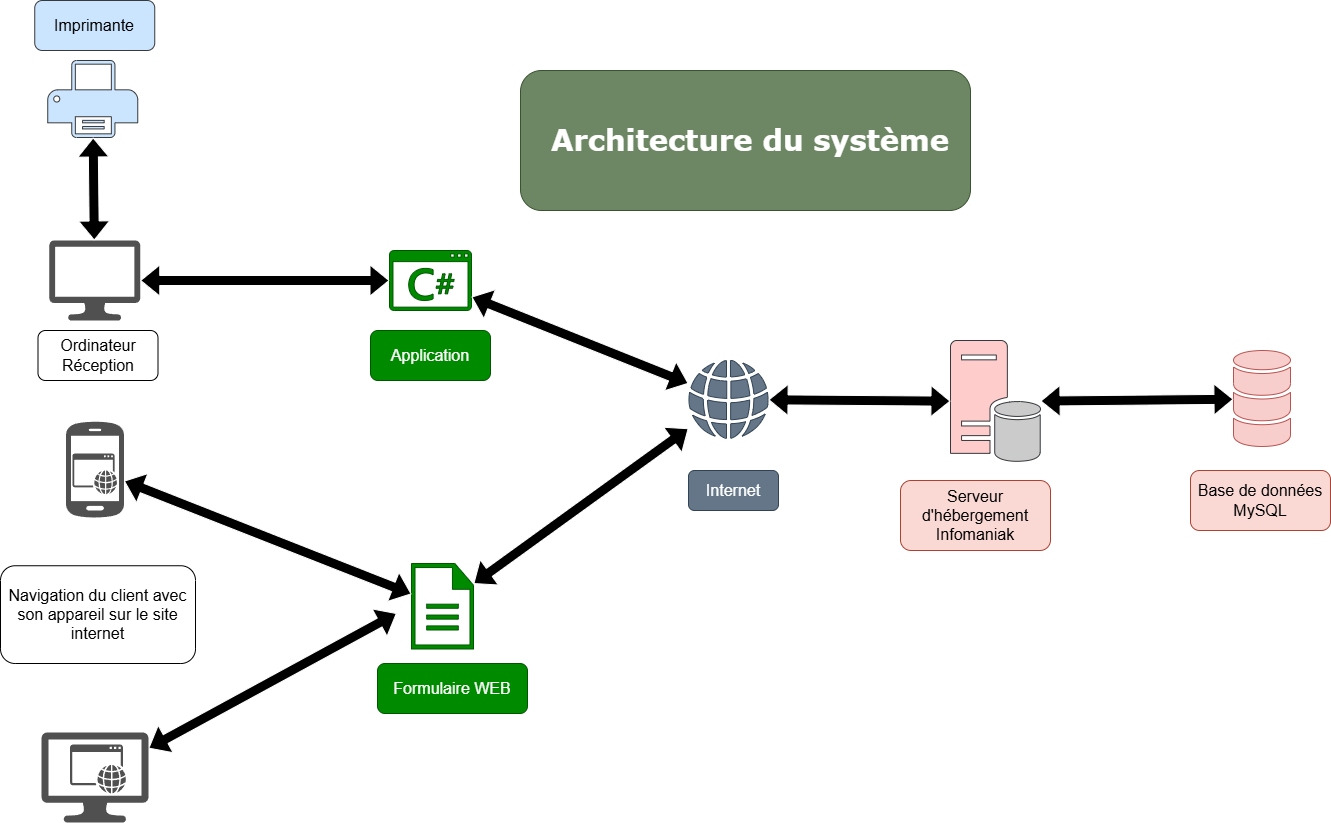 Imprimante
Architecture du système
C#
Ordinateur
Réception
Application
Internet
Serveur
d'hébergement
Infomaniak
Base de données
MySQL
Navigation du client avec
son appareil sur le site
internet
Formulaire WEB